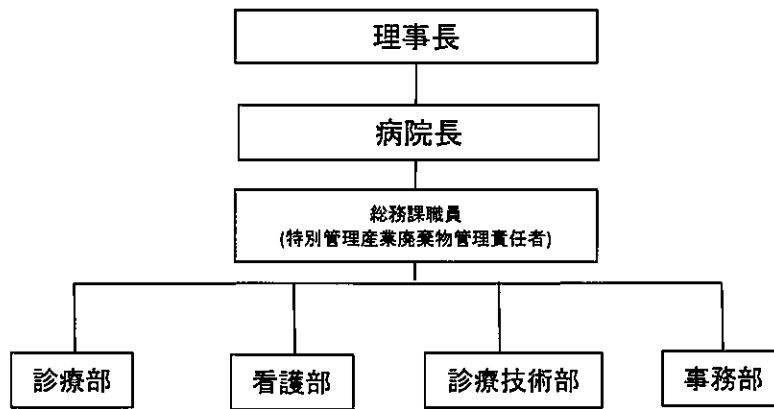 理事長
病院長
総務課職員
(特別管理産業廃棄物管理責任者)
診療部
看護部
診療技術部
事務部